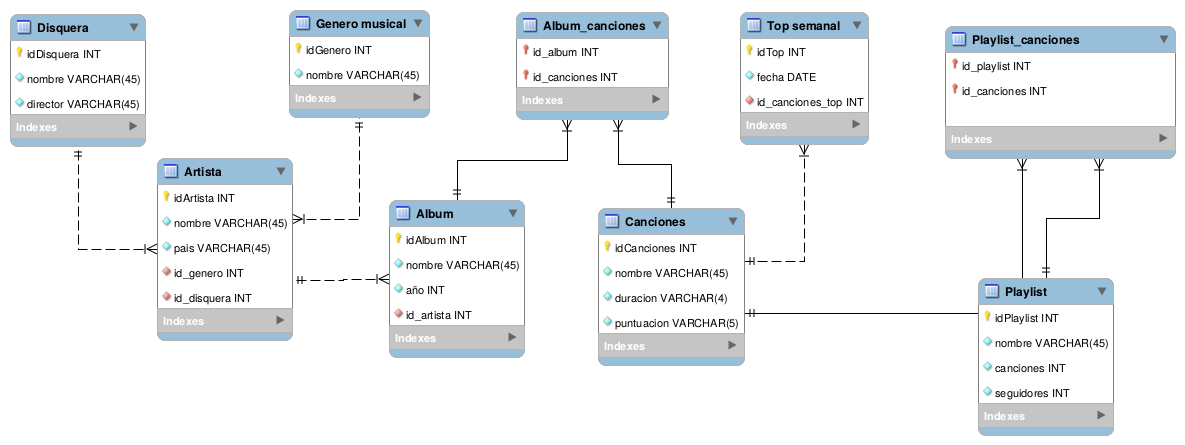 Disquera
idDisquera INT
nombre VARCHAR(45)
director VARCHAR(45)
Indexes
Genero musical
idGenero INT
nombre VARCHAR(45)
Indexes
Album_canciones
id_album INT
id_canciones INT
Indexes
Top semanal
idTop INT
fecha DATE
id_canciones_top INT
Indexes
Playlist_canciones
id_playlist INT
id_canciones INT
Indexes
Artista
idArtista INT
nombre VARCHAR(45)
pais VARCHAR(45)
id_genero INT
id_disquera INT
Indexes
Album
idAlbum INT
nombre VARCHAR(45)
año INT
id_artista INT
Indexes
Canciones
idCanciones INT
nombre VARCHAR(45)
duracion VARCHAR(4)
puntuacion VARCHAR(5)
Indexes
Playlist
idPlaylist INT
nombre VARCHAR(45)
canciones INT
seguidores INT
Indexes